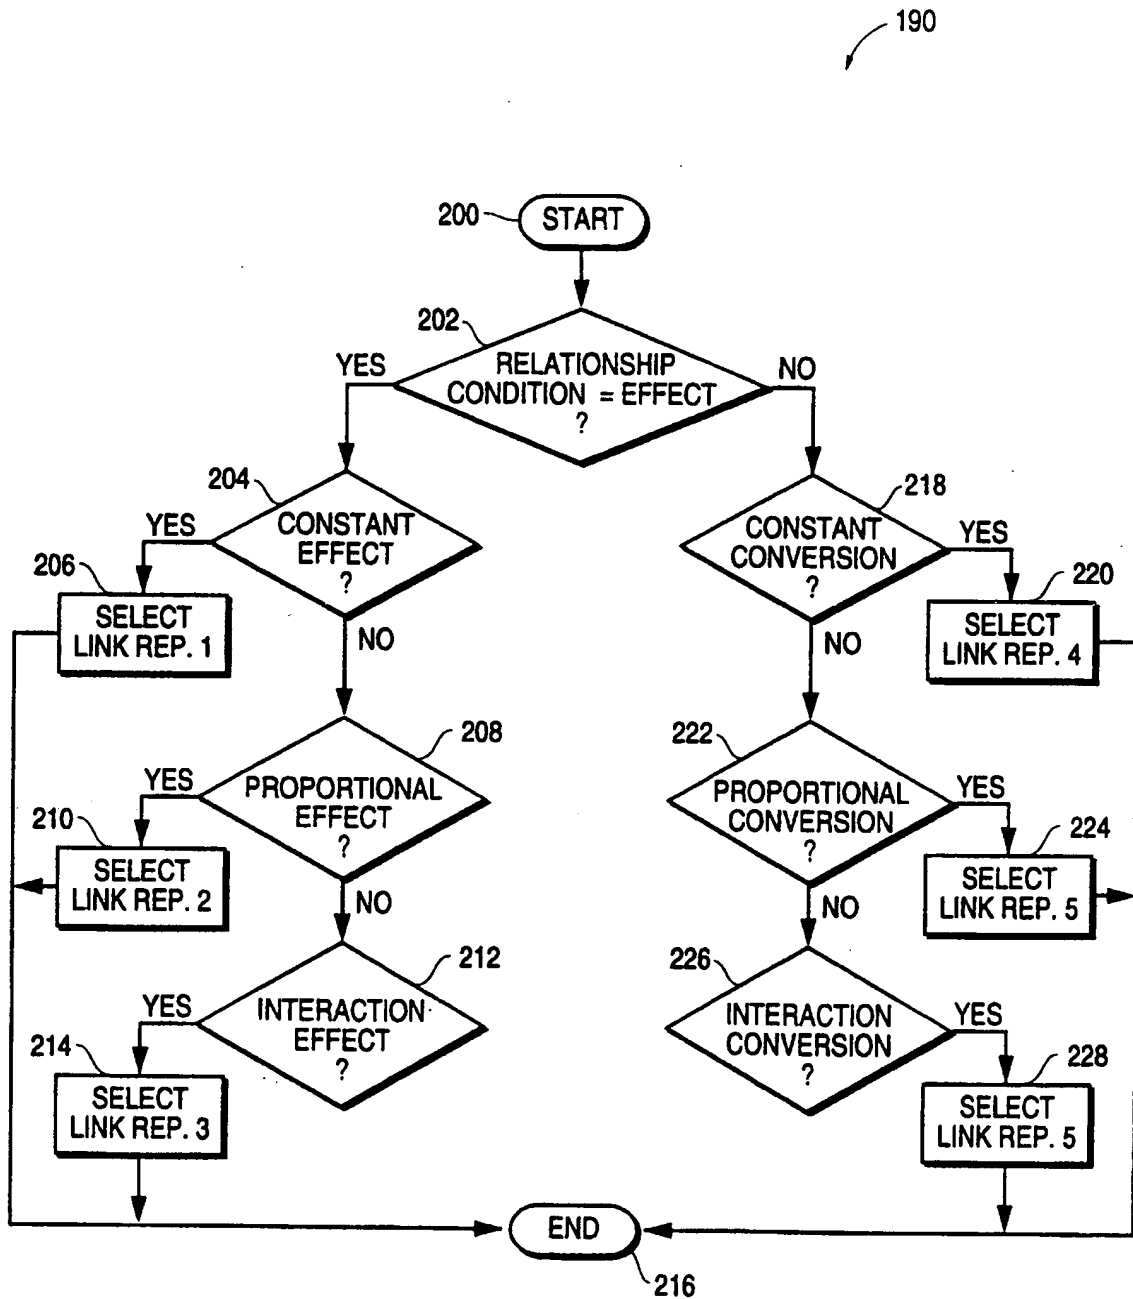 190
200
START
202
YES
RELATIONSHIP
CONDITION = EFFECT
?
NO
204
YES
CONSTANT
EFFECT
?
218
CONSTANT
CONVERSION
?
YES
206
SELECT
LINK REP. 1
NO
NO
220
SELECT
LINK REP. 4
208
YES
PROPORTIONAL
EFFECT
?
222
PROPORTIONAL
CONVERSION
?
YES
210
SELECT
LINK REP. 2
NO
NO
224
SELECT
LINK REP. 5
212
YES
INTERACTION
EFFECT
?
226
INTERACTION
CONVERSION
?
YES
214
SELECT
LINK REP. 3
228
SELECT
LINK REP. 5
END
216